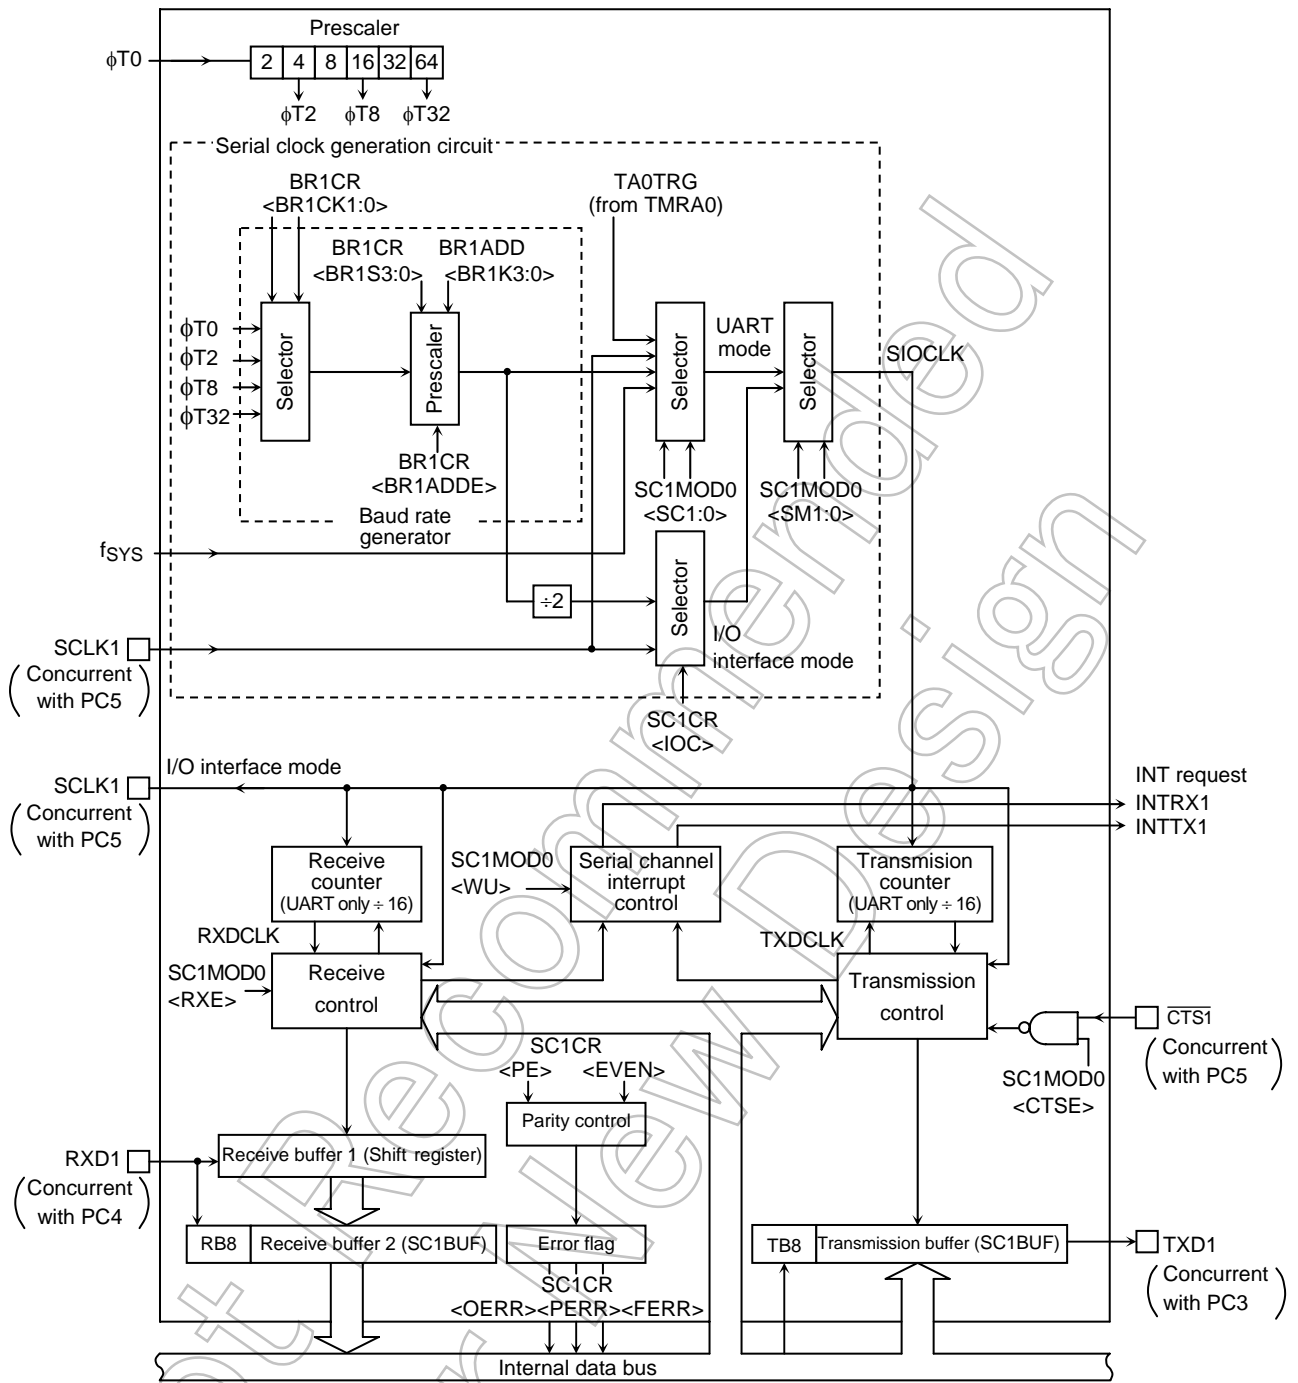 Prescaler
ϕT0
2 4 8 16 32 64
ϕT2 ϕT8 ϕT32
Serial clock generation circuit
BR1CR
<BR1CK1:0>
TA0TRG
(from TMRA0)
BR1CR
<BR1S3:0>
BR1ADD
<BR1K3:0>
ϕT0
ϕT2
ϕT8
ϕT32
Selector
Prescaler
Selector
UART
mode
Selector
SIOCLK
BR1CR
<BR1ADDE>
SC1MOD0
<SC1:0>
SC1MOD0
<SM1:0>
Baud rate
generator
fSYS
÷2
Selector
I/O
interface mode
SCLK1
(Concurrent
with PC5)
SC1CR
<IOC>
I/O interface mode
SCLK1
(Concurrent
with PC5)
INT request
INTRX1
INTTX1
Receive
counter
(UART only ÷ 16)
SC1MOD0
<WU>
Serial channel
interrupt
control
Transmision
counter
(UART only ÷ 16)
RXDCLK
TXDCLK
SC1MOD0
<RXE>
Receive
control
Transmission
control
CTS1
(Concurrent
with PC5)
SC1MOD0
<CTSE>
SC1CR
<PE> <EVEN>
Parity control
RXD1
(Concurrent
with PC4)
Receive buffer 1 (Shift register)
RB8
Receive buffer 2 (SC1BUF)
Error flag
TB8
Transmission buffer (SC1BUF)
TXD1
(Concurrent
with PC3)
SC1CR
<OERR><PERR><FERR>
Internal data bus
Not Recommended
for New Design